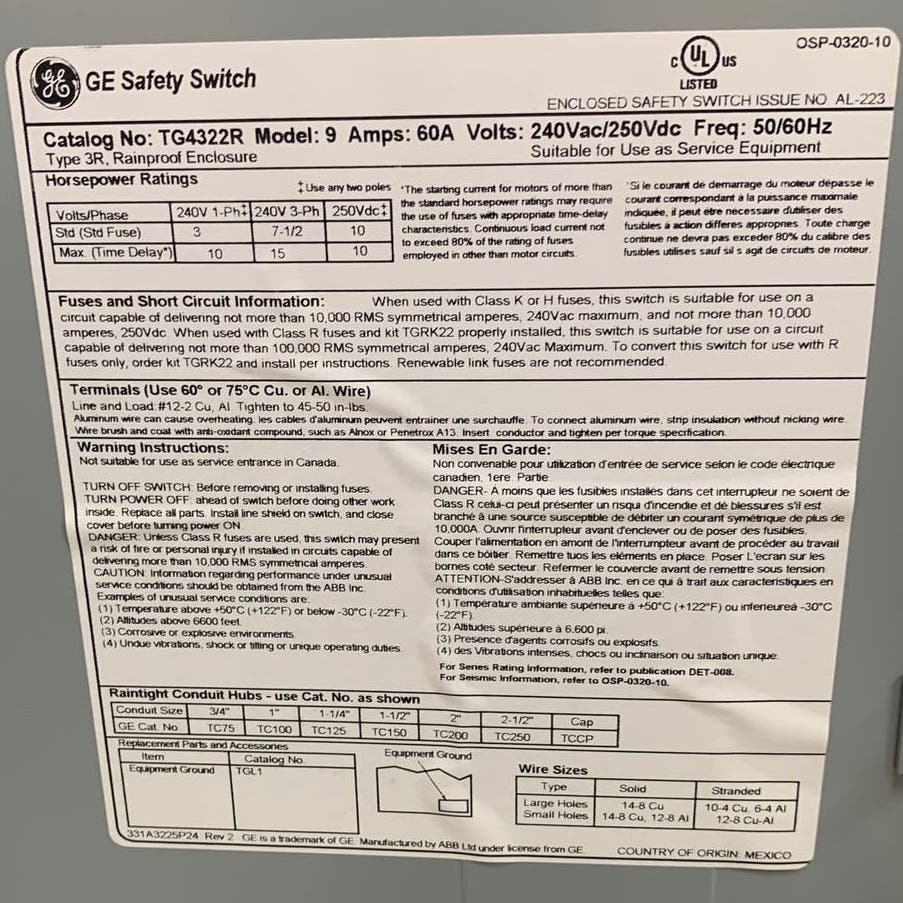 OSP-0320-10
GE GE Safety Switch
C UL US
LISTED
ENCLOSED SAFETY SWITCH ISSUE NO. AL-223
Catalog No: TG4322R Model: 9 Amps: 60A Volts: 240Vac/250Vdc Freq: 50/60Hz
Type 3R, Rainproof Enclosure
Suitable for Use as Service Equipment
Horsepower Ratings
‡Use any two poles
Volts/Phase 240V 1-Ph‡ 240V 3-Ph 250Vdc‡
Std (Std Fuse) 3 7-1/2 10
Max. (Time Delay*) 10 15 10
*The starting current for motors of more than
the standard horsepower ratings may require
the use of fuses with appropriate time-delay
characteristics. Continuous load current not
to exceed 80% of the rating of fuses
employed in other than motor circuits.
*Si le courant de demarrage du moteur dépasse le
courant correspondant à la puissance maximale
indiquée, il peut être nécessaire d'utiliser des
fusibles à action differes appropries. Toute charge
continue ne devra pas exceder 80% du calibre des
fusibles utilises sauf sil s agit de circuits de moteur.
Fuses and Short Circuit Information: When used with Class K or H fuses, this switch is suitable for use on a
circuit capable of delivering not more than 10,000 RMS symmetrical amperes, 240Vac maximum, and not more than 10,000
amperes, 250Vdc. When used with Class R fuses and kit TGRK22 properly installed, this switch is suitable for use on a circuit
capable of delivering not more than 100,000 RMS symmetrical amperes, 240Vac Maximum. To convert this switch for use with R
fuses only, order kit TGRK22 and install per instructions. Renewable link fuses are not recommended.
Terminals (Use 60° or 75°C Cu. or Al. Wire)
Line and Load:#12-2 Cu, Al. Tighten to 45-50 in-lbs.
Aluminum wire can cause overheating. les cables d'aluminum peuvent entrainer une surchauffe. To connect aluminum wire, strip insulation without nicking wire.
Wire brush and coat with anti-oxidant compound, such as Alnox or Penetrox A13. Insert conductor and tighten per torque specification.
Warning Instructions:
Not suitable for use as service entrance in Canada.
TURN OFF SWITCH: Before removing or installing fuses.
TURN POWER OFF: ahead of switch before doing other work
inside. Replace all parts. Install line shield on switch, and close
cover before turning power ON.
DANGER: Unless Class R fuses are used, this switch may present
a risk of fire or personal injury if installed in circuits capable of
delivering more than 10,000 RMS symmetrical amperes.
CAUTION: Information regarding performance under unusual
service conditions should be obtained from the ABB Inc.
Examples of unusual service conditions are:
(1) Temperature above +50°C (+122°F) or below -30°C (-22°F).
(2) Altitudes above 6600 feet.
(3) Corrosive or explosive environments.
(4) Undue vibrations, shock or tilting or unique operating duties.
Mises En Garde:
Non convenable pour utilization d'entrée de service selon le code électrique
canadien, 1ere. Partie.
DANGER- À moins que les fusibles installés dans cet interrupteur ne soient de
Class R celui-ci peut présenter un risqu d'incendie et dé blessures s'il est
branché à une source susceptible de débiter un courant symétrique de plus de
10,000A. Ouvrir l'interrupteur avant d'enclever ou de poser des fusibles.
Couper l'alimentation en amont de l'interrupteur avant de procéder au travail
dans ce bôitier. Remettre tuos les eléments en place. Poser L'ecran sur les
bornes coté secteur. Refermer le couvercle avant de remettre sous tension.
ATTENTION-S'addresser à ABB Inc. en ce qui à trait aux caracteristiques en
conditions d'utilisation inhabituelles telles que:
(1) Température ambiante supérieure à +50°C (+122°F) ou inferieureà -30°C
(-22°F).
(2) Altitudes supérieure à 6,600 pi.
(3) Presence d'agents corrosifs ou explosifs.
(4) des Vibrations intenses, chocs ou inclinaison ou situation unique.
For Series Rating Information, refer to publication DET-008.
For Seismic Information, refer to OSP-0320-10.
Raintight Conduit Hubs - use Cat. No. as shown
Conduit Size 3/4" 1" 1-1/4" 1-1/2" 2" 2-1/2" Cap
GE Cat. No TC75 TC100 TC125 TC150 TC200 TC250 TCCP
Replacement Parts and Accessories
Item Catalog No.
Equipment Ground TGL1
Equipment Ground
Wire Sizes
Type Solid Stranded
Large Holes 14-8 Cu 10-4 Cu, 6-4 Al
Small Holes 14-8 Cu, 12-8 Al 12-8 Cu-Al
331A3225P24 Rev 2 GE is a trademark of GE. Manufactured by ABB Ltd under license from GE.
COUNTRY OF ORIGIN: MEXICO